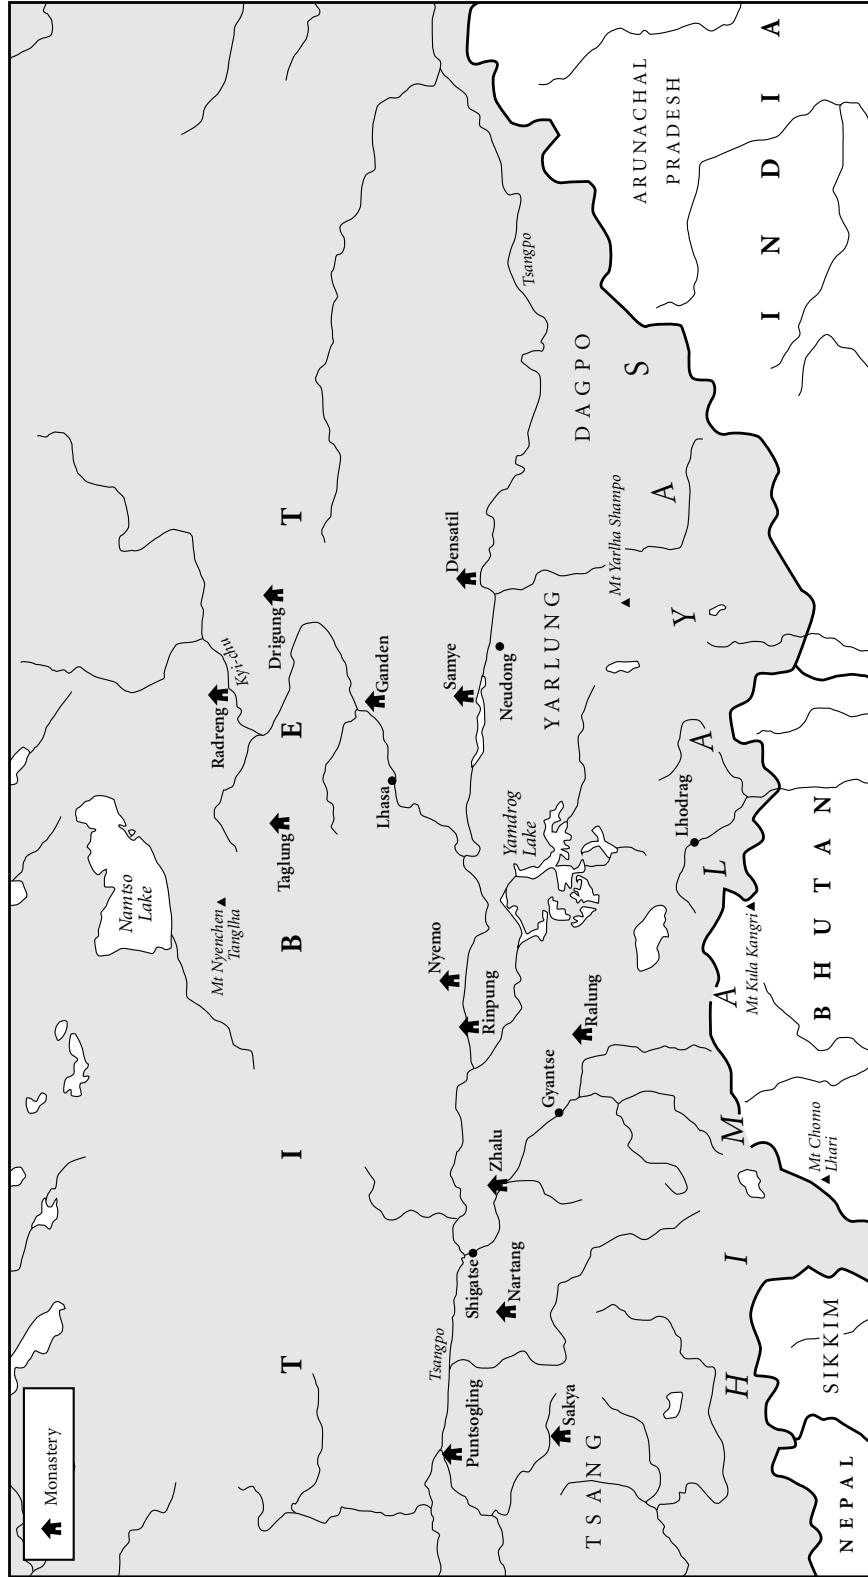 Monastery
Namtso
Lake
Mt Nyenchen
Tanglha
Radreng
Kyi-chu
Taglung
Drigung
T I B E T
Ganden
Lhasa
Tsangpo
Puntsogling
Shigatse
Nartang
Zhalu
Rinpung
Nyemo
Samye
Densatil
Neudong
Tsangpo
Sakya
TSANG
Gyantse
Ralung
Yamdrog
Lake
YARLUNG
Mt Yarlha Shampo
DAGPO
Lhodrag
H I M A L A Y A S
Mt Kula Kangri
Mt Chomo
Lhari
NEPAL
SIKKIM
BHUTAN
ARUNACHAL
PRADESH
INDIA